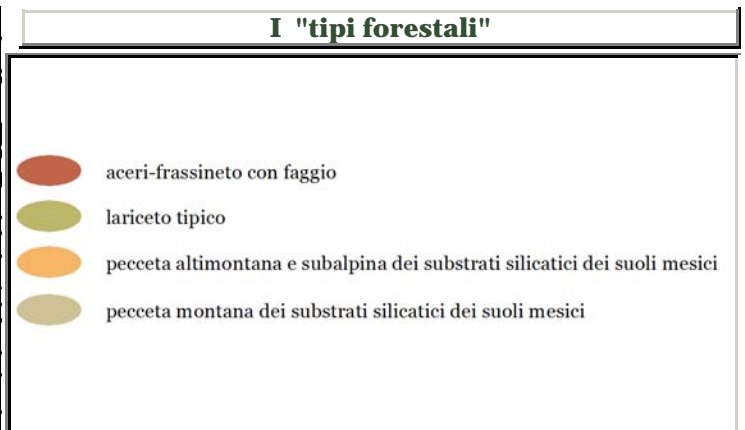 I "tipi forestali"
aceri-frassineto con faggio
lariceto tipico
pecceta altimontana e subalpina dei substrati silicatici dei suoli mesici
pecceta montana dei substrati silicatici dei suoli mesici